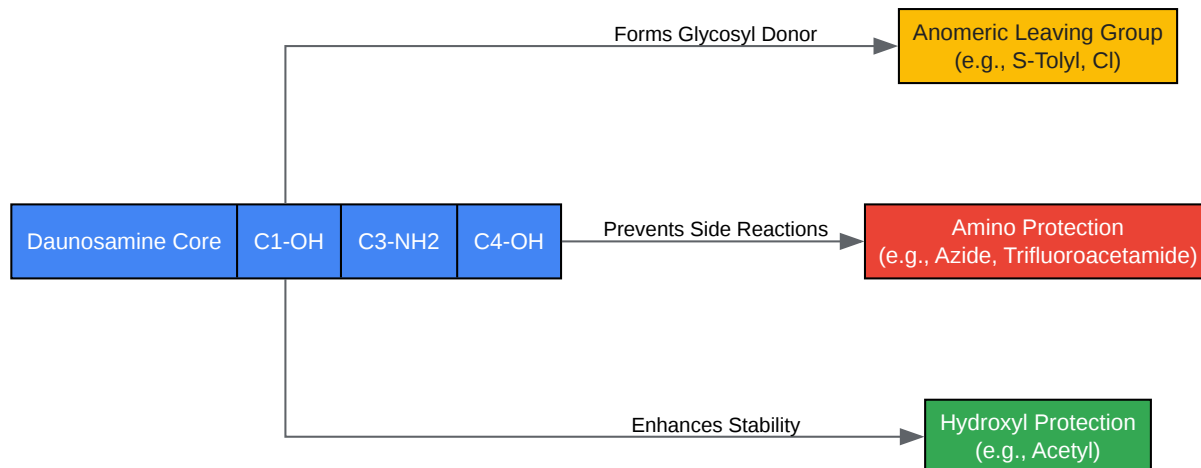 Forms Glycosyl Donor
Anomeric Leaving Group
(e.g., S-Tolyl, Cl)
Daunosamine Core
C1-OH
C3-NH2
C4-OH
Prevents Side Reactions
Amino Protection
(e.g., Azide, Trifluoroacetamide)
Enhances Stability
Hydroxyl Protection
(e.g., Acetyl)